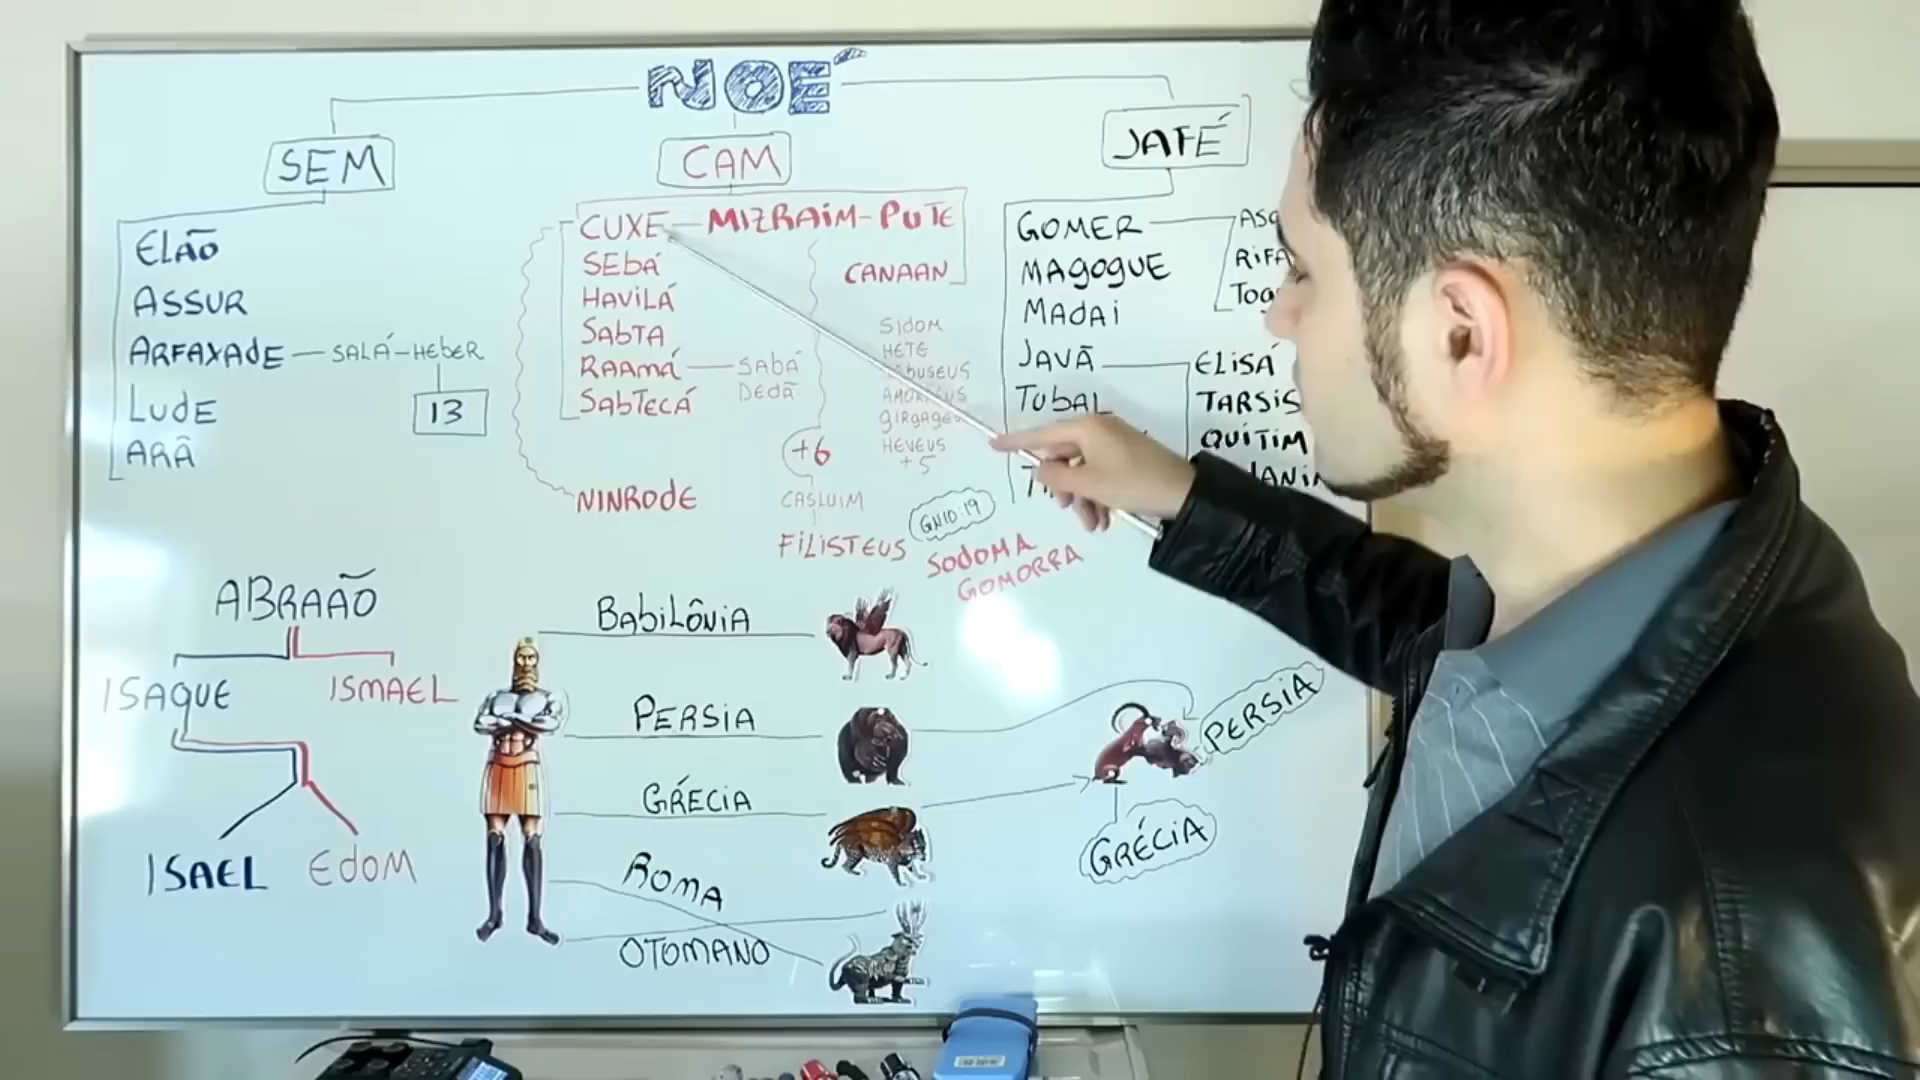 NOÉ
SEM
CAM
JAFÉ
ELÃO
ASSUR
ARFAXADE — SALÁ — HEBER
13
LUDE
ARÃ
CUXE — MIZRAIM - PUTE
CANAAN
SEBÁ
HAVILÁ
SABTA
RAAMÁ — SABÁ
DEDÃ
SABTECÁ
NINRODE
+6
CASLUIM
FILISTEUS
SIDOM
HETE
HEVEUS
+5
GN10:19
SODOMA
GOMORRA
GOMER
MAGOGUE
MADAI
JAVÃ
TUBAL
ELISÁ
TARSIS
QUITIM
ABRAÃO
ISAQUE
ISMAEL
ISAEL
EDOM
BABILÔNIA
PERSIA
GRÉCIA
ROMA
OTOMANO
PERSIA
GRÉCIA